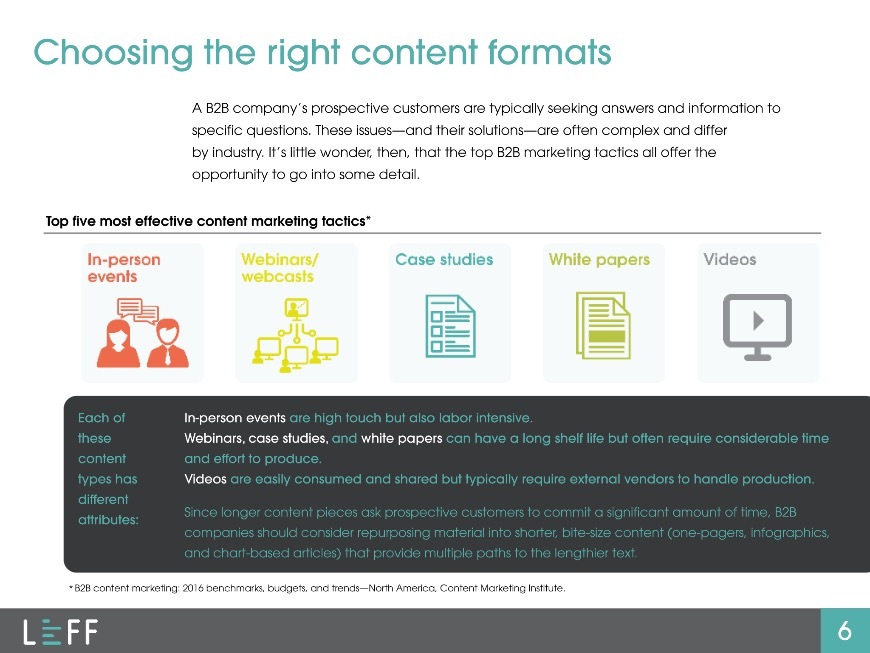 Choosing the right content formats
A B2B company’s prospective customers are typically seeking answers and information to
specific questions. These issues—and their solutions—are often complex and differ
by industry. It’s little wonder, then, that the top B2B marketing tactics all offer the
opportunity to go into some detail.
Top five most effective content marketing tactics*
In-person
events
Webinars/
webcasts
Case studies
White papers
Videos
Each of
these
content
types has
different
attributes:
In-person events are high touch but also labor intensive.
Webinars, case studies, and white papers can have a long shelf life but often require considerable time
and effort to produce.
Videos are easily consumed and shared but typically require external vendors to handle production.
Since longer content pieces ask prospective customers to commit a significant amount of time, B2B
companies should consider repurposing material into shorter, bite-size content (one-pagers, infographics,
and chart-based articles) that provide multiple paths to the lengthier text.
* B2B content marketing: 2016 benchmarks, budgets, and trends—North America, Content Marketing Institute.
LEFF
6